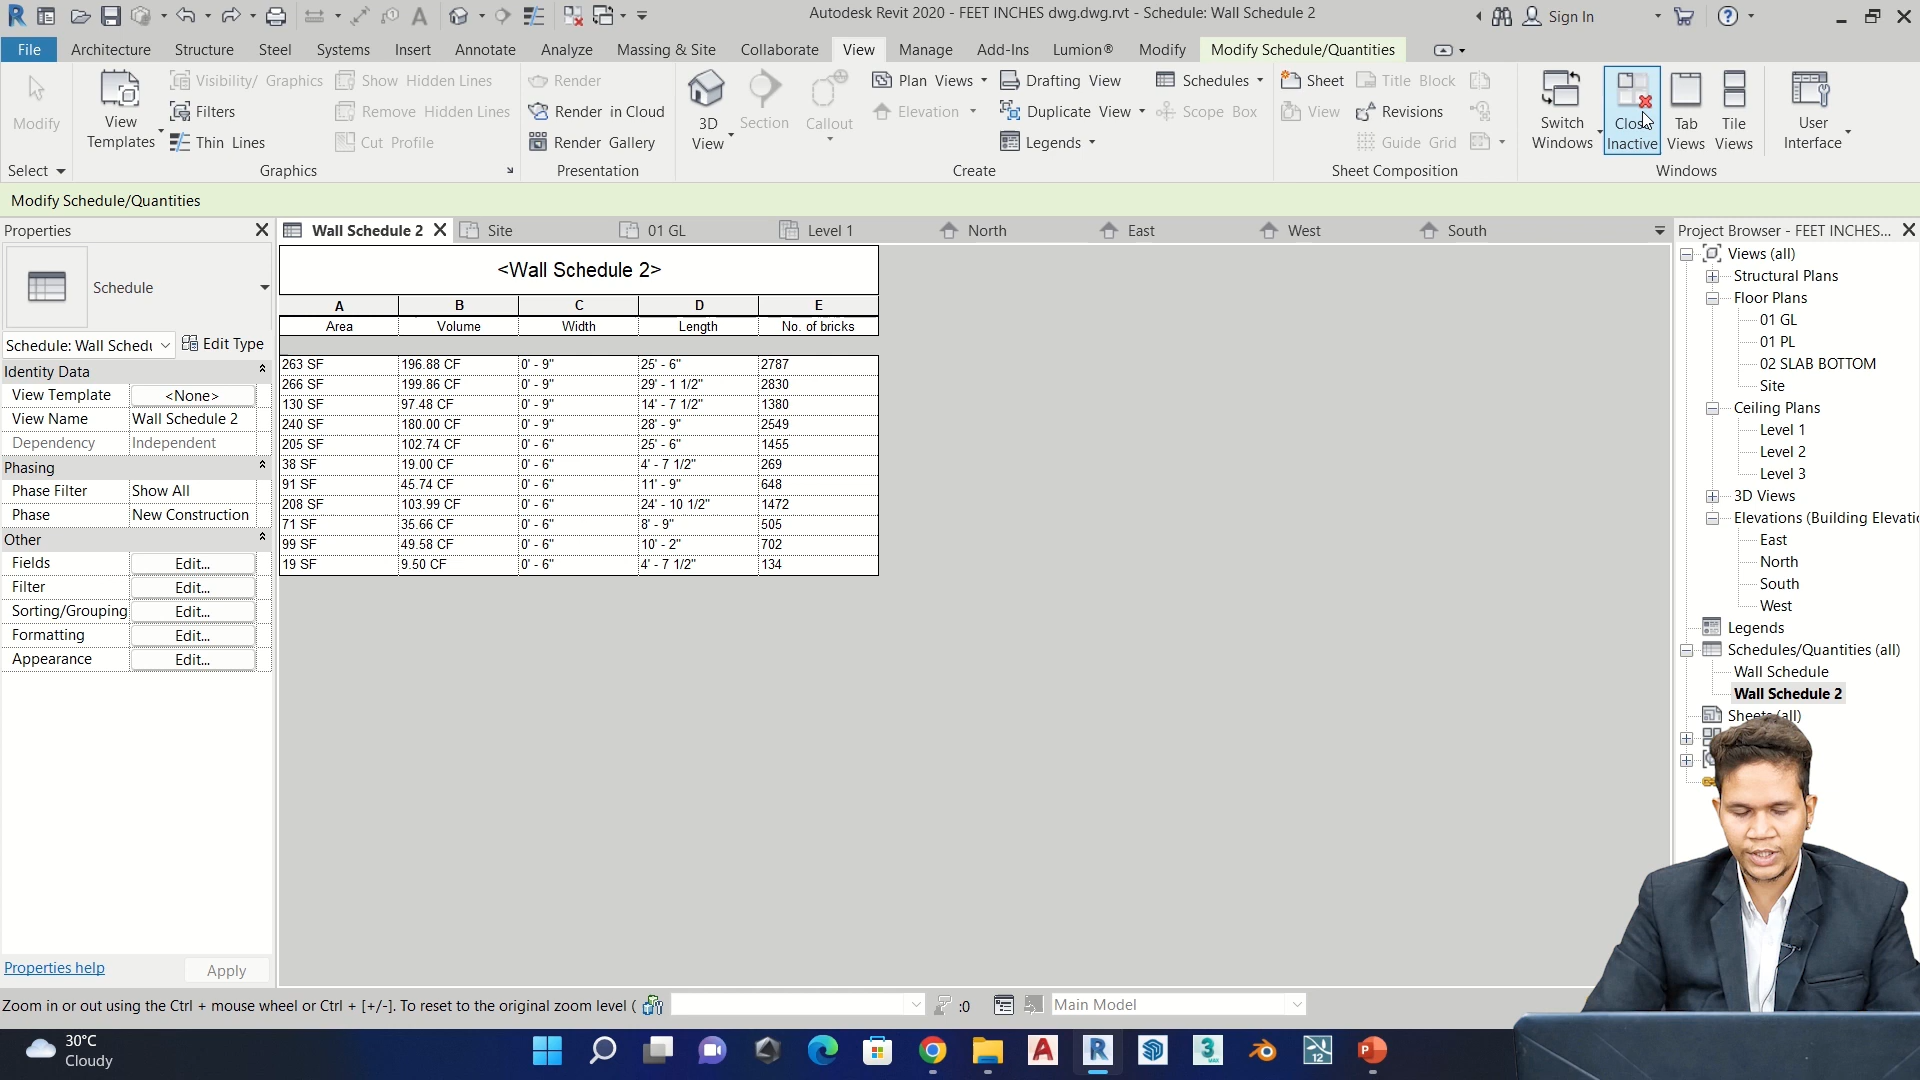 Autodesk Revit 2020 - FEET INCHES dwg.dwg.rvt - Schedule: Wall Schedule 2
Sign In
File Architecture Structure Steel Systems Insert Annotate Analyze Massing & Site Collaborate View Manage Add-Ins Lumion® Modify Modify Schedule/Quantities
Modify
View Templates
Visibility/ Graphics
Filters
Thin Lines
Show Hidden Lines
Remove Hidden Lines
Cut Profile
Render
Render in Cloud
Render Gallery
3D View
Section
Callout
Plan Views
Elevation
Drafting View
Duplicate View
Legends
Schedules
Scope Box
Sheet
View
Title Block
Revisions
Guide Grid
Switch Windows
Close Inactive
Tab Views
Tile Views
User Interface
Select Graphics Presentation Create Sheet Composition Windows
Modify Schedule/Quantities
Properties
Schedule
Schedule: Wall Schedu
Edit Type
Identity Data
View Template <None>
View Name Wall Schedule 2
Dependency Independent
Phasing
Phase Filter Show All
Phase New Construction
Other
Fields Edit...
Filter Edit...
Sorting/Grouping Edit...
Formatting Edit...
Appearance Edit...
Properties help
Apply
Wall Schedule 2 Site 01 GL Level 1 North East West South
<Wall Schedule 2>
A B C D E
Area Volume Width Length No. of bricks
263 SF 196.88 CF 0' - 9" 25' - 6" 2787
266 SF 199.86 CF 0' - 9" 29' - 1 1/2" 2830
130 SF 97.48 CF 0' - 9" 14' - 7 1/2" 1380
240 SF 180.00 CF 0' - 9" 28' - 9" 2549
205 SF 102.74 CF 0' - 6" 25' - 6" 1455
38 SF 19.00 CF 0' - 6" 4' - 7 1/2" 269
91 SF 45.74 CF 0' - 6" 11' - 9" 648
208 SF 103.99 CF 0' - 6" 24' - 10 1/2" 1472
71 SF 35.66 CF 0' - 6" 8' - 9" 505
99 SF 49.58 CF 0' - 6" 10' - 2" 702
19 SF 9.50 CF 0' - 6" 4' - 7 1/2" 134
Project Browser - FEET INCHES...
Views (all)
Structural Plans
Floor Plans
01 GL
01 PL
02 SLAB BOTTOM
Site
Ceiling Plans
Level 1
Level 2
Level 3
3D Views
Elevations (Building Elevatio
East
North
South
West
Legends
Schedules/Quantities (all)
Wall Schedule
Wall Schedule 2
Sheets (all)
Zoom in or out using the Ctrl + mouse wheel or Ctrl + [+/-]. To reset to the original zoom level (
:0
Main Model
30°C
Cloudy